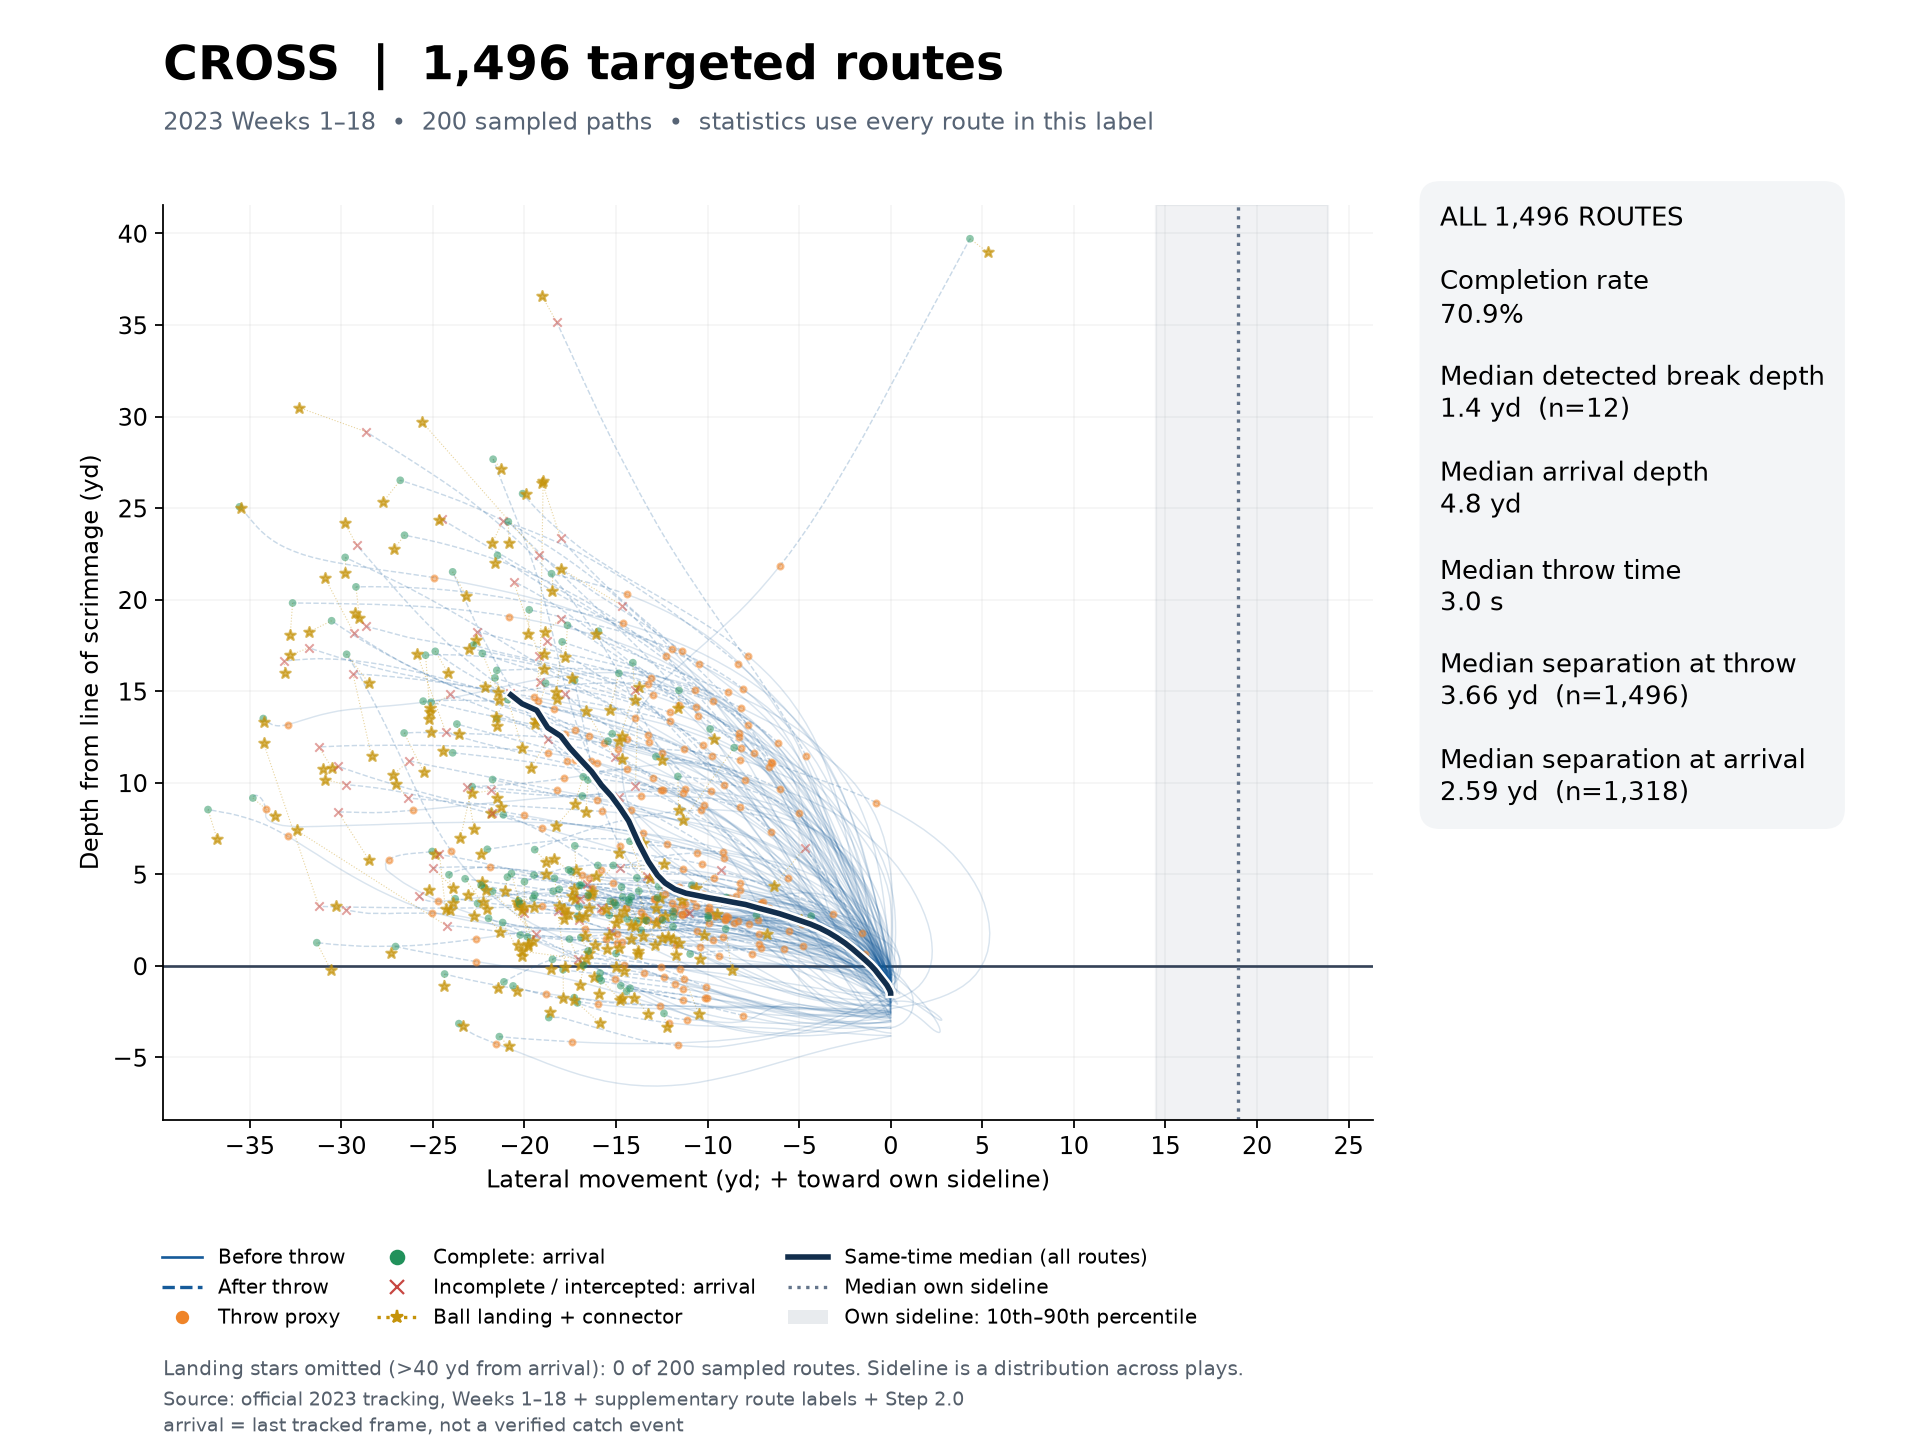 CROSS | 1,496 targeted routes
2023 Weeks 1–18 • 200 sampled paths • statistics use every route in this label
ALL 1,496 ROUTES
Completion rate
70.9%
Median detected break depth
1.4 yd (n=12)
Median arrival depth
4.8 yd
Median throw time
3.0 s
Median separation at throw
3.66 yd (n=1,496)
Median separation at arrival
2.59 yd (n=1,318)
Depth from line of scrimmage (yd)
40
35
30
25
20
15
10
5
0
−5
−35 −30 −25 −20 −15 −10 −5 0 5 10 15 20 25
Lateral movement (yd; + toward own sideline)
Before throw
After throw
Throw proxy
Complete: arrival
Incomplete / intercepted: arrival
Ball landing + connector
Same-time median (all routes)
Median own sideline
Own sideline: 10th–90th percentile
Landing stars omitted (>40 yd from arrival): 0 of 200 sampled routes. Sideline is a distribution across plays.
Source: official 2023 tracking, Weeks 1–18 + supplementary route labels + Step 2.0
arrival = last tracked frame, not a verified catch event